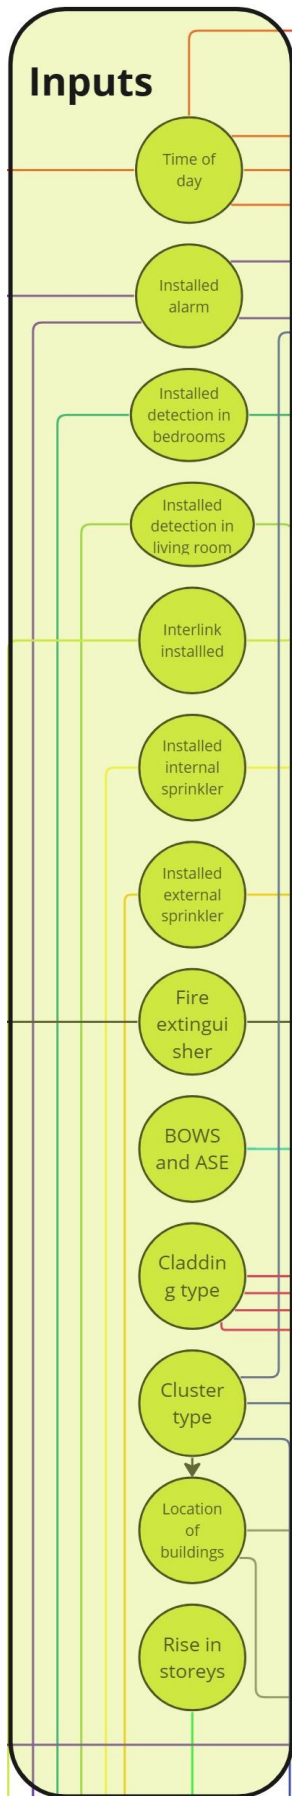 Inputs
Time of
day
Installed
alarm
Installed
detection in
bedrooms
Installed
detection in
living room
Interlink
installled
Installed
internal
sprinkler
Installed
external
sprinkler
Fire
extingui
sher
BOWS
and ASE
Claddin
g type
Cluster
type
Location
of
buildings
Rise in
storeys